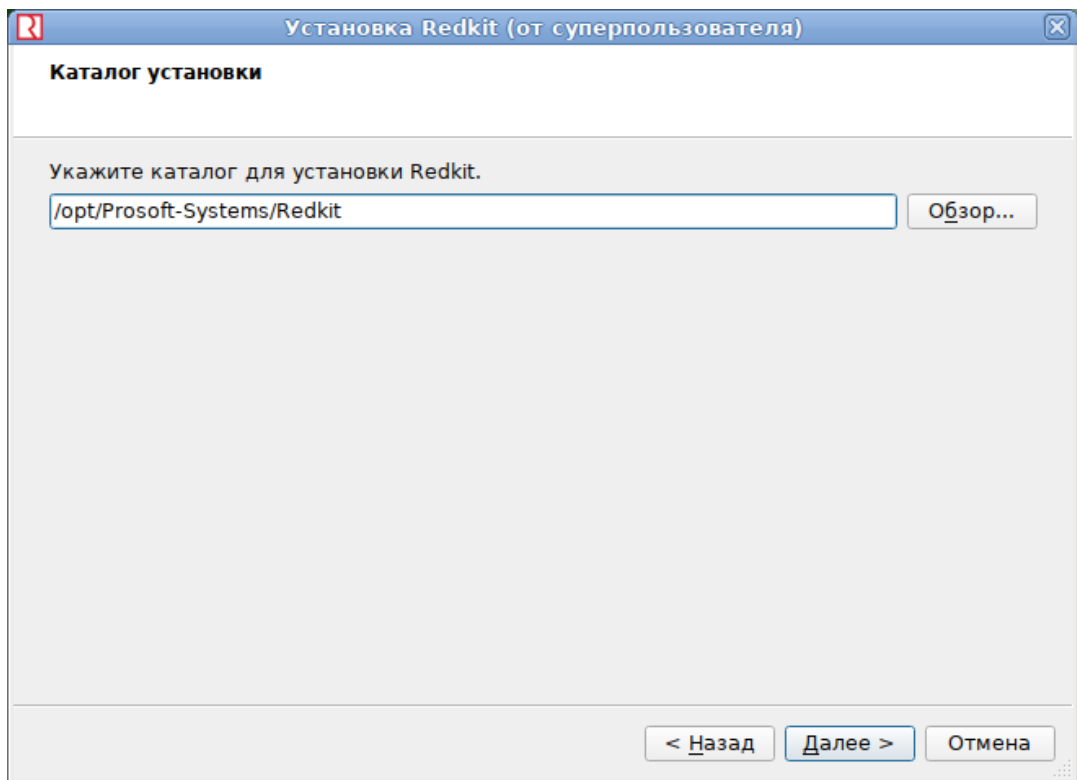 Установка Redkit (от суперпользователя)
Каталог установки
Укажите каталог для установки Redkit.
/opt/Prosoft-Systems/Redkit
Обзор...
< Назад Далее > Отмена